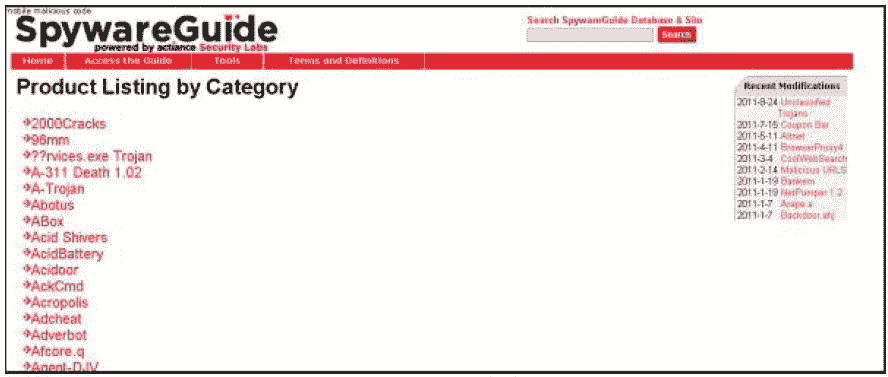 mobile malicious code
SpywareGuide
powered by actiance Security Labs
Search SpywareGuide Database & Site
Search
Home Access the Guide Tools Terms and Definitions
Product Listing by Category
2000Cracks
96mm
??rvices.exe Trojan
A-311 Death 1.02
A-Trojan
Abotus
ABox
Acid Shivers
AcidBattery
Acidoor
AckCmd
Acropolis
Adcheat
Adverbot
Afcore.q
Agent-DJV
Recent Modifications
2011-8-24 Unclassified
Trojans
2011-7-15 Coupon Bar
2011-5-11 Altnet
2011-4-11 BrowserProxy4
2011-3-4 CoolWebSearch
2011-2-14 Malicious URLS
2011-1-19 Bankem
2011-1-19 NetPumper 1.2
2011-1-7
2011-1-7